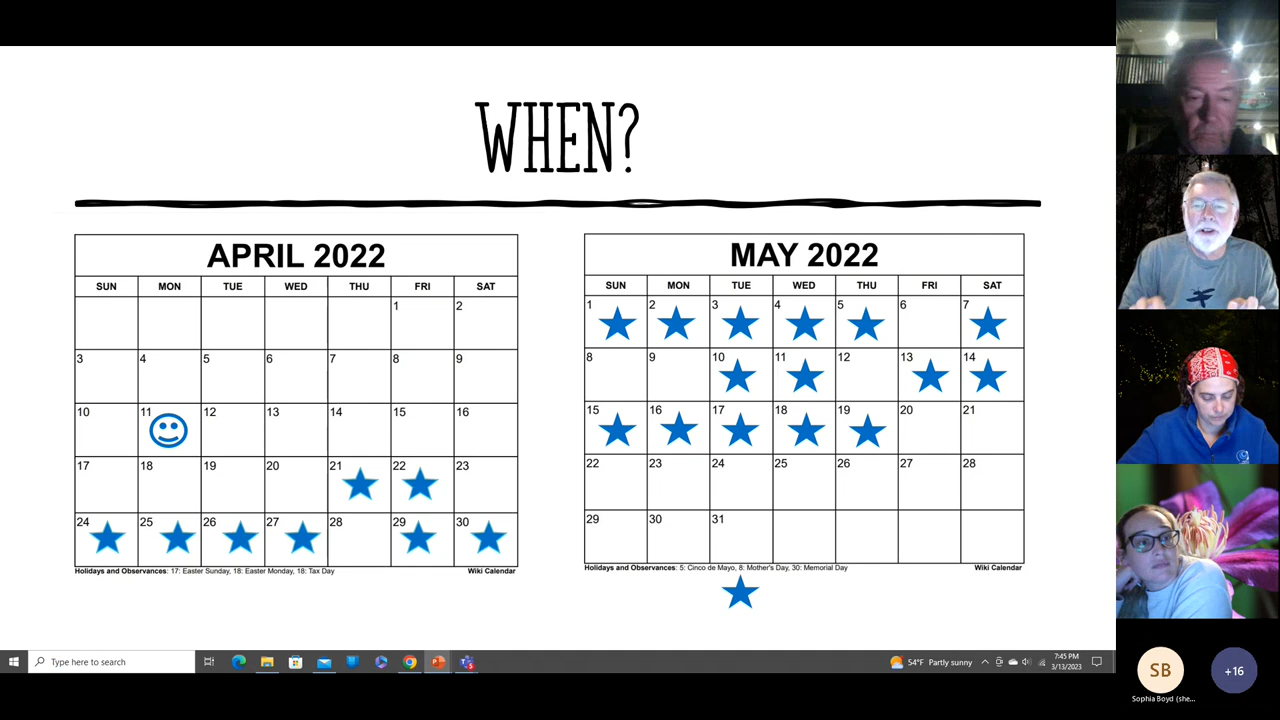 WHEN?
APRIL 2022
SUN MON TUE WED THU FRI SAT
1 2
3 4 5 6 7 8 9
10 11 12 13 14 15 16
17 18 19 20 21 22 23
24 25 26 27 28 29 30
Holidays and Observances: 17: Easter Sunday, 18: Easter Monday, 18: Tax Day Wiki Calendar
MAY 2022
SUN MON TUE WED THU FRI SAT
1 2 3 4 5 6 7
8 9 10 11 12 13 14
15 16 17 18 19 20 21
22 23 24 25 26 27 28
29 30 31
Holidays and Observances: 5: Cinco de Mayo, 8: Mother's Day, 30: Memorial Day Wiki Calendar
Type here to search
54°F Partly sunny
7:45 PM
3/13/2023
SB
+16
Sophia Boyd (she...